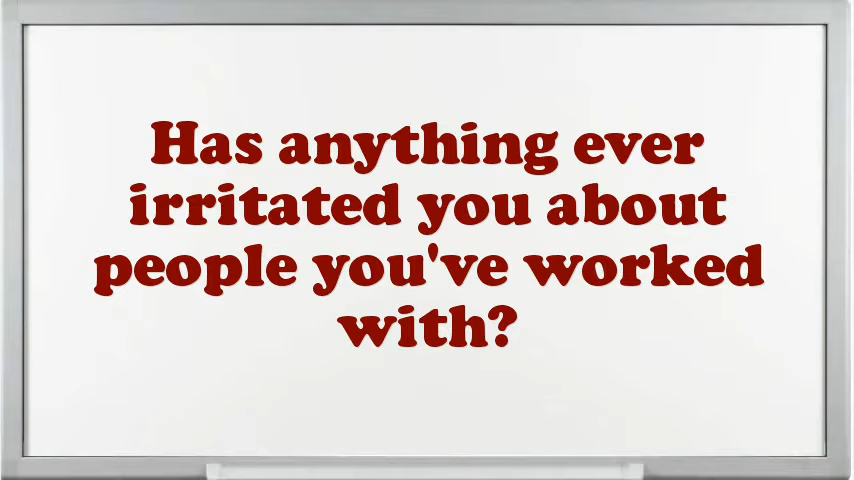 Has anything ever
irritated you about
people you've worked
with?